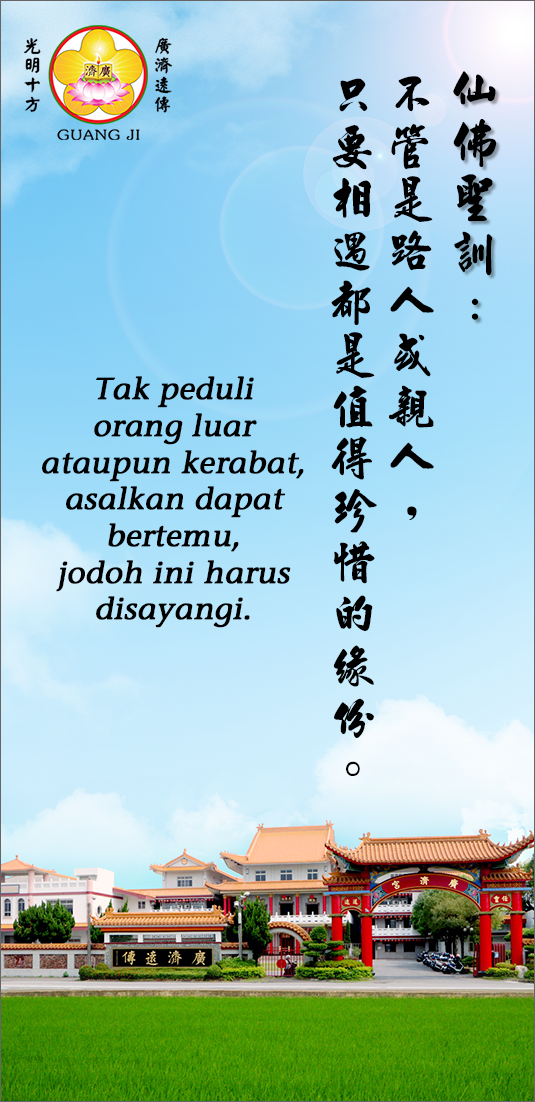 光明十方
廣濟
廣濟遠傳
GUANG JI
仙佛聖訓：
不管是路人或親人，
只要相遇都是值得珍惜的緣份。
Tak peduli
orang luar
ataupun kerabat,
asalkan dapat
bertemu,
jodoh ini harus
disayangi.
廣濟宮
廣濟遠傳